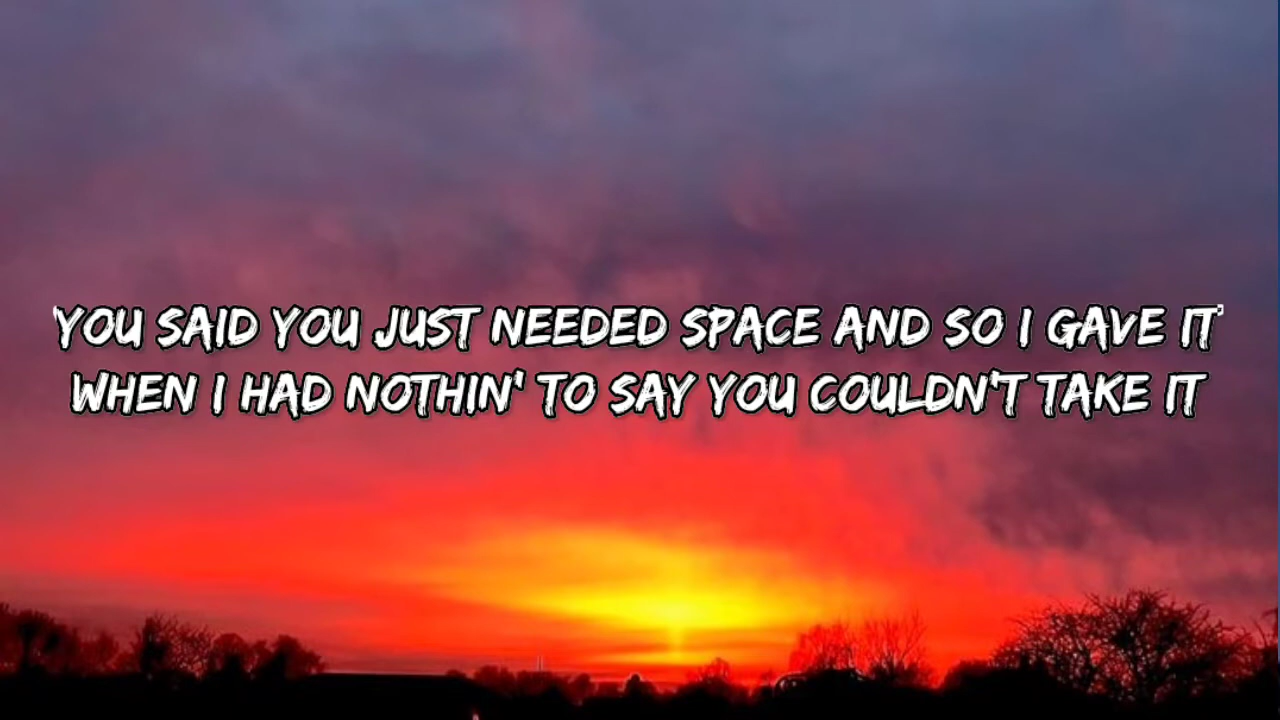 YOU SAID YOU JUST NEEDED SPACE AND SO I GAVE IT
WHEN I HAD NOTHIN' TO SAY YOU COULDN'T TAKE IT